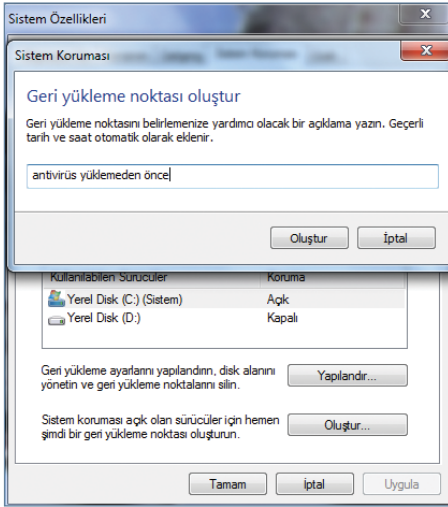 Sistem Özellikleri
Sistem Koruması
Geri yükleme noktası oluştur
Geri yükleme noktasını belirlemenize yardımcı olacak bir açıklama yazın. Geçerli
tarih ve saat otomatik olarak eklenir.
antivirüs yüklemeden önce
Oluştur İptal
Kullanılabilen Sürücüler Koruma
Yerel Disk (C:) (Sistem) Açık
Yerel Disk (D:) Kapalı
Geri yükleme ayarlarını yapılandırın, disk alanını
yönetin ve geri yükleme noktalarını silin.
Yapılandır...
Sistem koruması açık olan sürücüler için hemen
şimdi bir geri yükleme noktası oluşturun.
Oluştur...
Tamam İptal Uygula